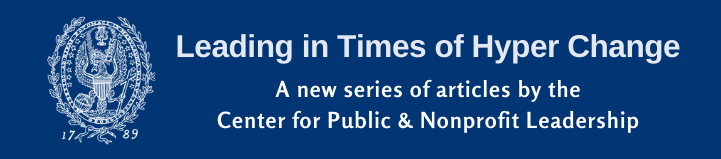 Leading in Times of Hyper Change
A new series of articles by the
Center for Public & Nonprofit Leadership
17 89